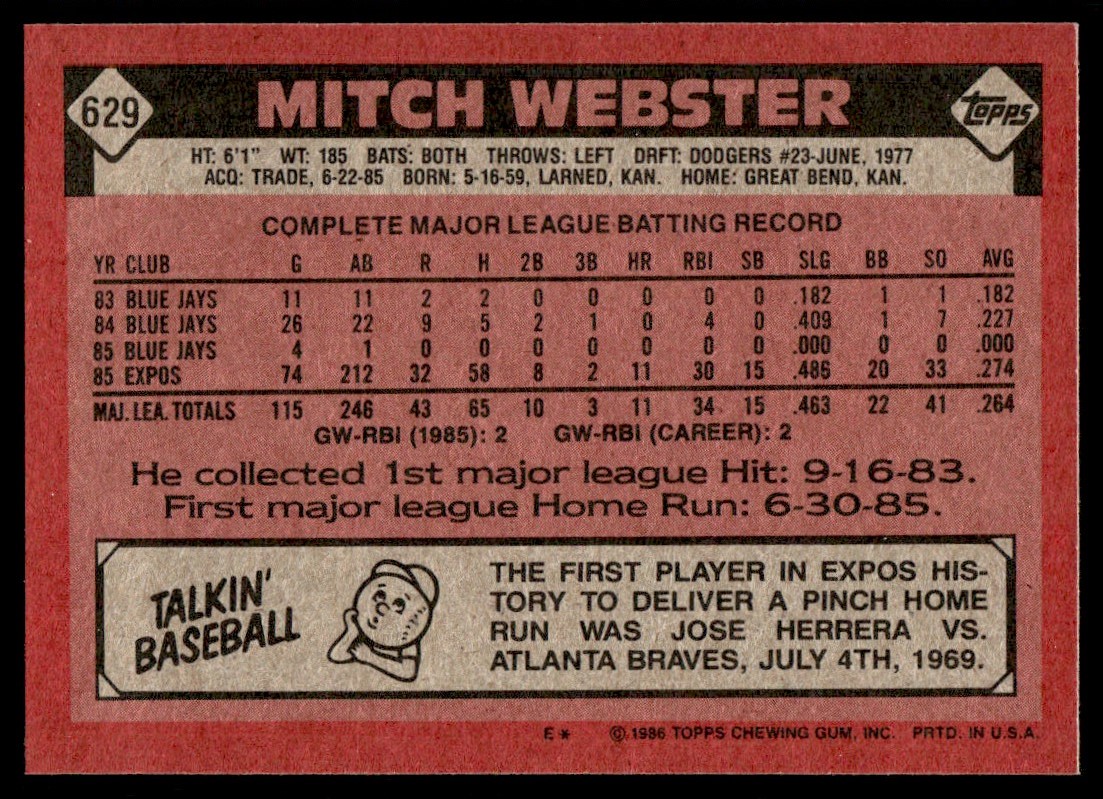 629
MITCH WEBSTER
TOPPS
HT: 6'1" WT: 185 BATS: BOTH THROWS: LEFT DRFT: DODGERS #23-JUNE, 1977
ACQ: TRADE, 6-22-85 BORN: 5-16-59, LARNED, KAN. HOME: GREAT BEND, KAN.
COMPLETE MAJOR LEAGUE BATTING RECORD
YR CLUB G AB R H 2B 3B HR RBI SB SLG BB SO AVG
83 BLUE JAYS 11 11 2 2 0 0 0 0 0 .182 1 1 .182
84 BLUE JAYS 26 22 9 5 2 1 0 4 0 .409 1 7 .227
85 BLUE JAYS 4 1 0 0 0 0 0 0 0 .000 0 0 .000
85 EXPOS 74 212 32 58 8 2 11 30 15 .486 20 33 .274
MAJ. LEA. TOTALS 115 246 43 65 10 3 11 34 15 .463 22 41 .264
GW-RBI (1985): 2 GW-RBI (CAREER): 2
He collected 1st major league Hit: 9-16-83.
First major league Home Run: 6-30-85.
TALKIN'
BASEBALL
THE FIRST PLAYER IN EXPOS HIS-
TORY TO DELIVER A PINCH HOME
RUN WAS JOSE HERRERA VS.
ATLANTA BRAVES, JULY 4TH, 1969.
E* © 1986 TOPPS CHEWING GUM, INC. PRTD. IN U.S.A.